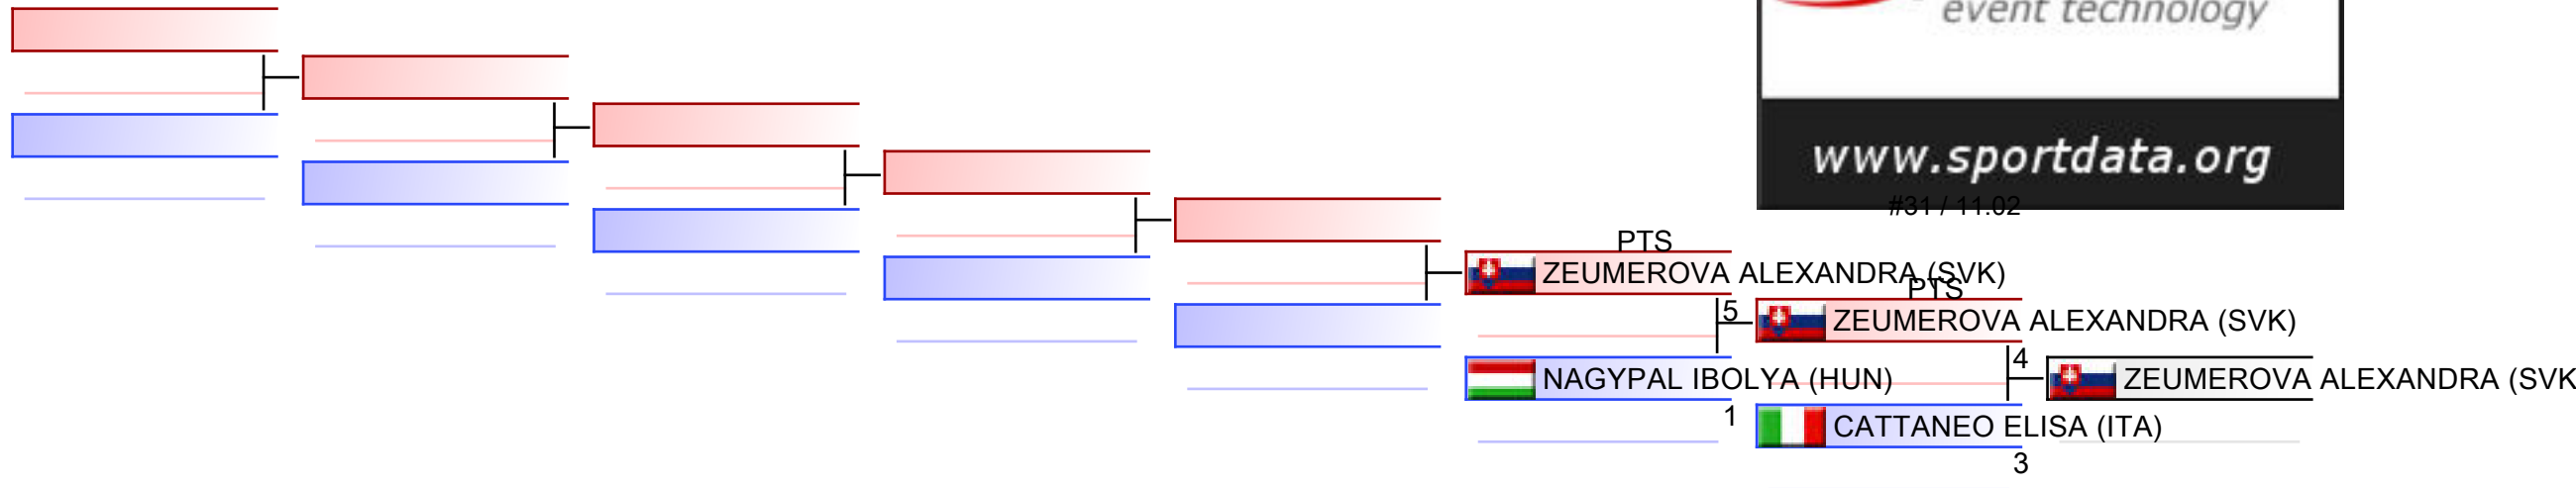 event technology
www.sportdata.org
#31 / 11.02
PTS
ZEUMEROVA ALEXANDRA (SVK)
PTS
5
ZEUMEROVA ALEXANDRA (SVK)
4
NAGYPAL IBOLYA (HUN)
ZEUMEROVA ALEXANDRA (SVK
1
CATTANEO ELISA (ITA)
3